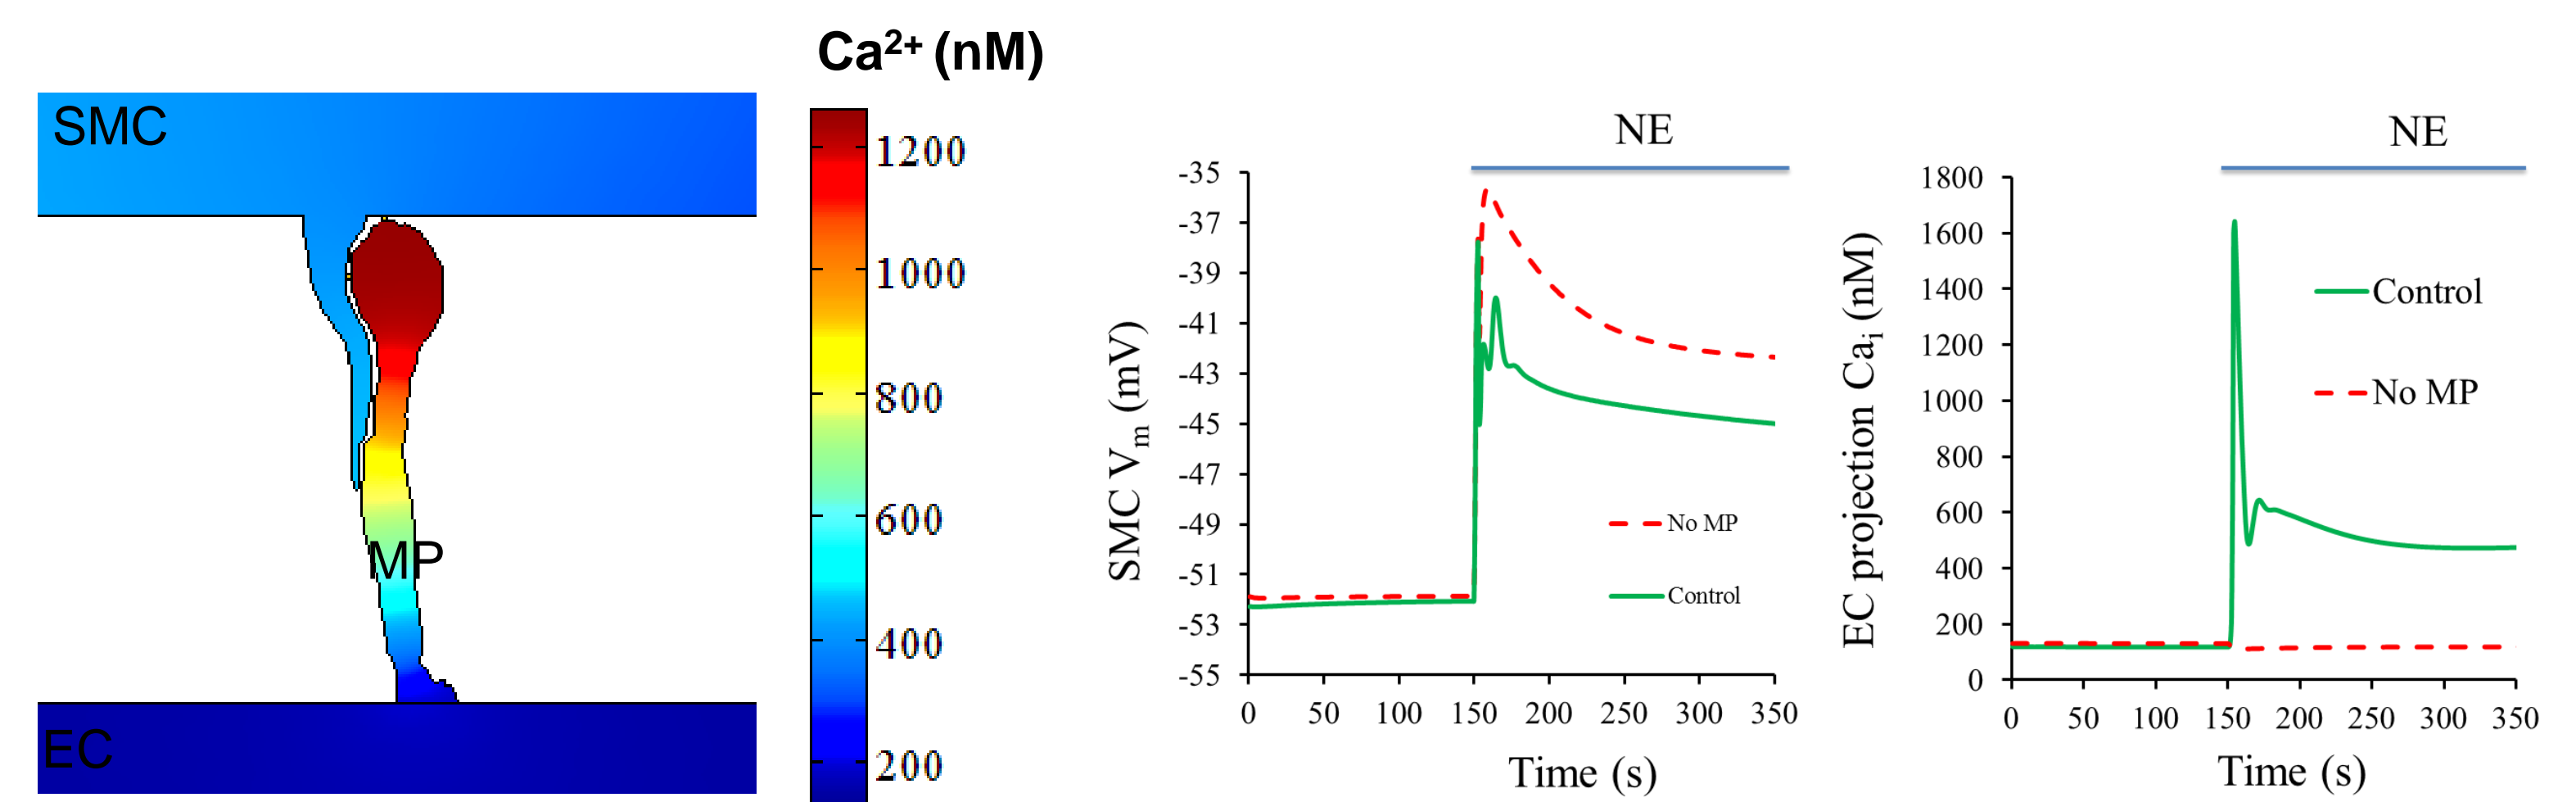 Ca²⁺ (nM)
SMC
MP
EC
1200
1000
800
600
400
200
NE
-35
-37
-39
-41
-43
-45
-47
-49
-51
-53
-55
SMC Vₘ (mV)
No MP
Control
0 50 100 150 200 250 300 350
Time (s)
NE
1800
1600
1400
1200
1000
800
600
400
200
0
EC projection Caᵢ (nM)
Control
No MP
0 50 100 150 200 250 300 350
Time (s)